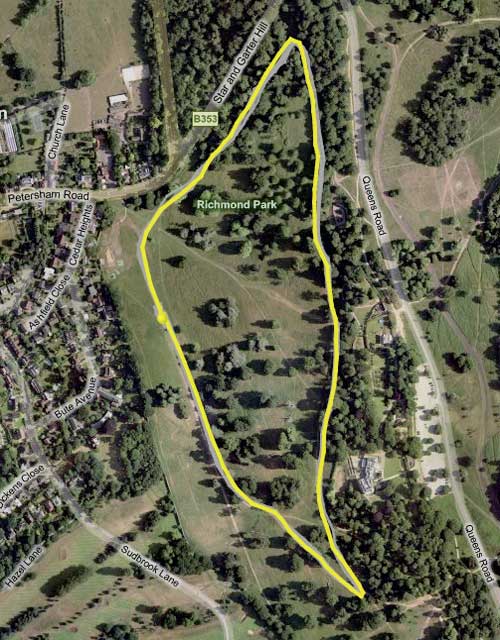 Star and Garter Hill
B353
Church Lane
Petersham Road
Richmond Park
Queens Road
Cedar Heights
Ashfield Close
Bute Avenue
Hazel Lane
Sudbrook Lane
Queens Road